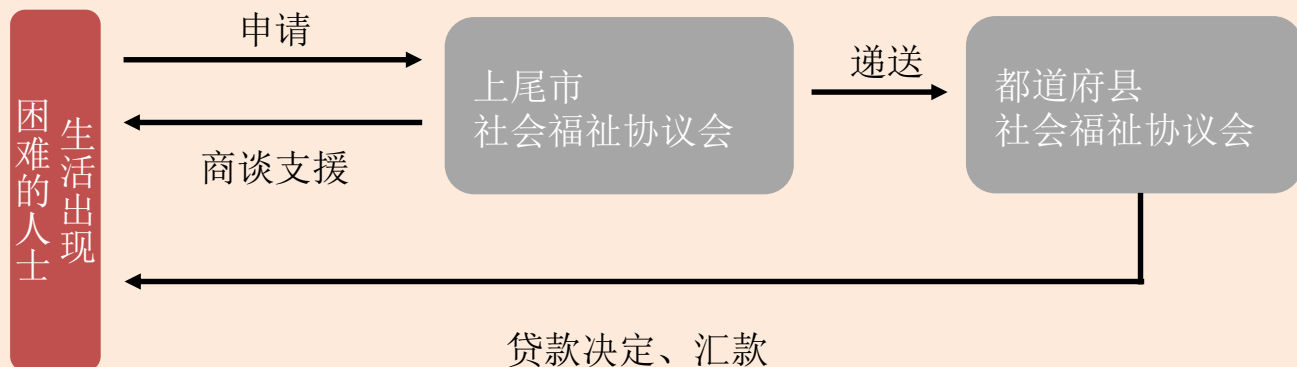 生活出现
困难的人士
申请
商谈支援
上尾市
社会福祉协议会
递送
都道府县
社会福祉协议会
贷款决定、汇款